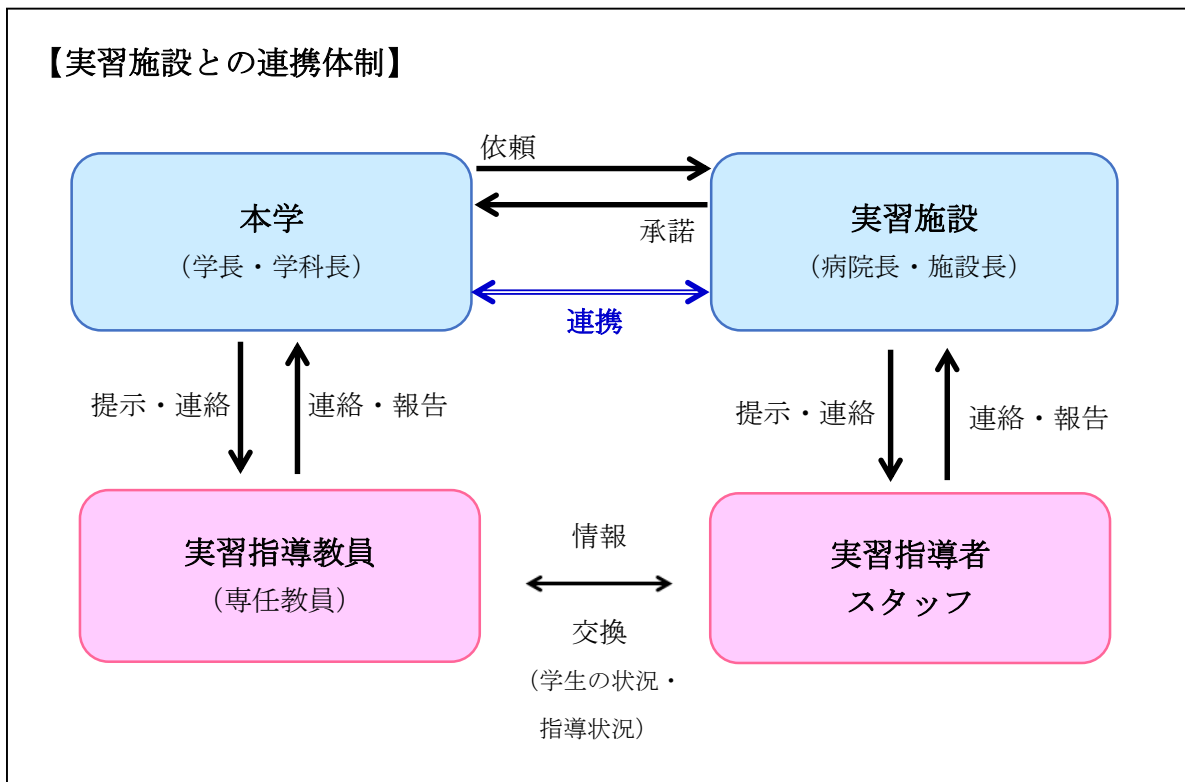 【実習施設との連携体制】
依頼
本学
（学長・学科長）
実習施設
（病院長・施設長）
承諾
連携
提示・連絡
連絡・報告
提示・連絡
連絡・報告
実習指導教員
（専任教員）
情報
交換
（学生の状況・
指導状況）
実習指導者
スタッフ